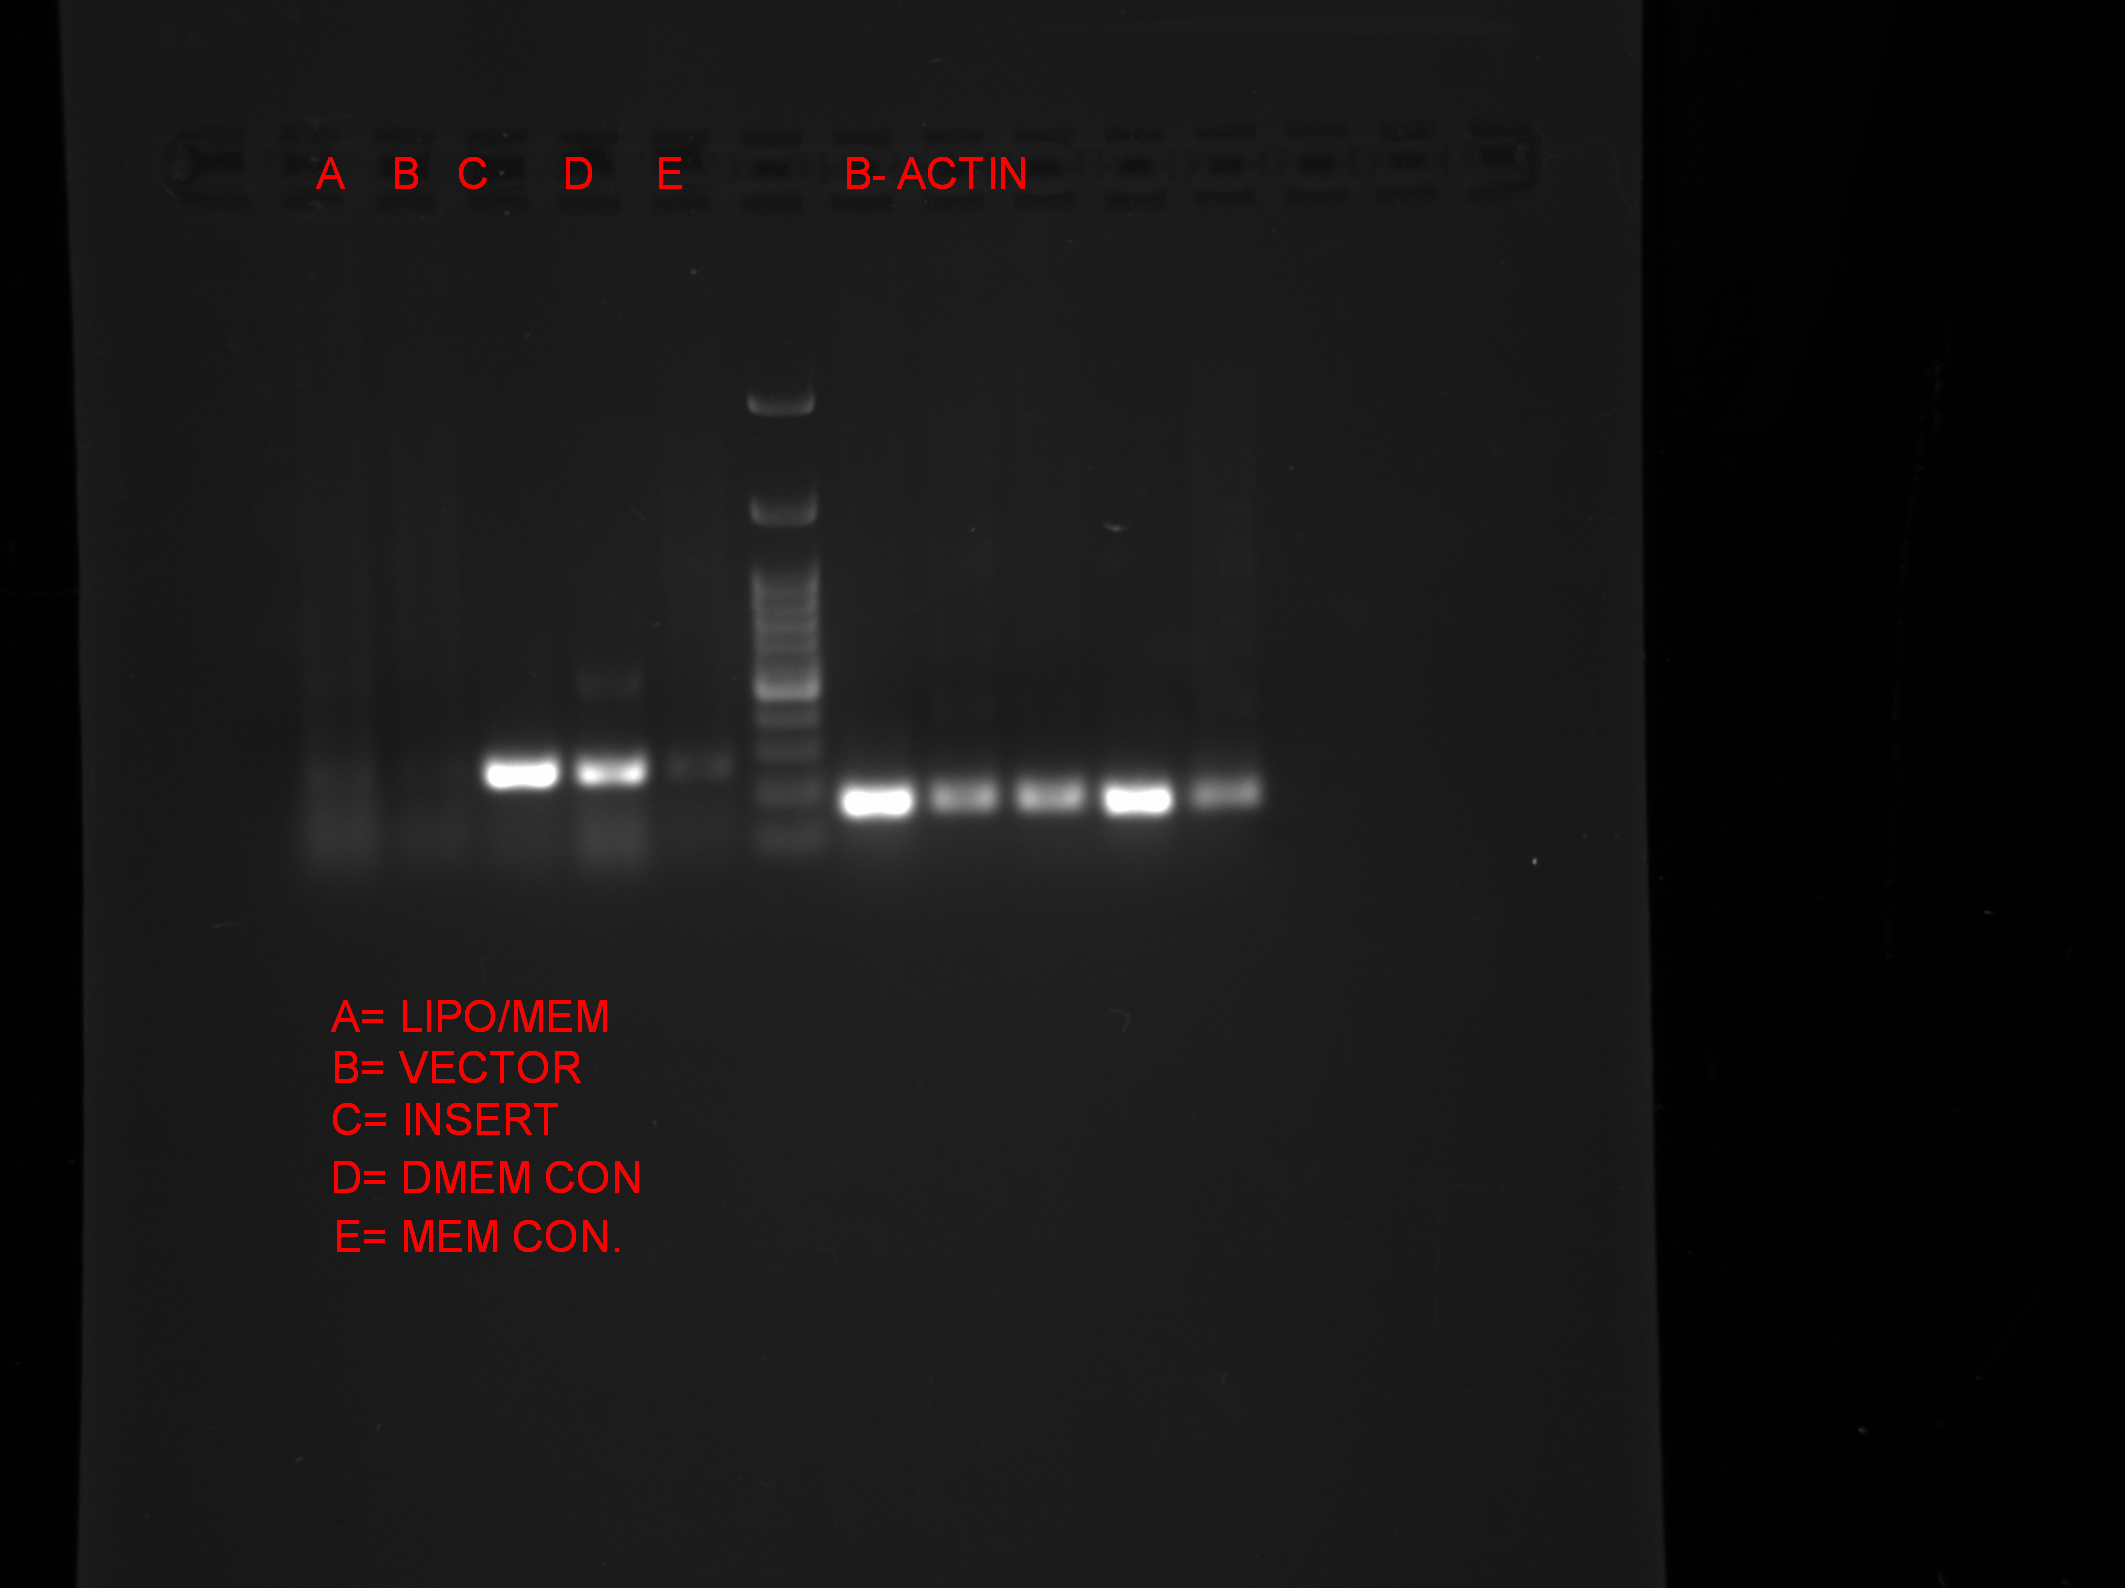 A B C D E B- ACTIN
A= LIPO/MEM
B= VECTOR
C= INSERT
D= DMEM CON
E= MEM CON.